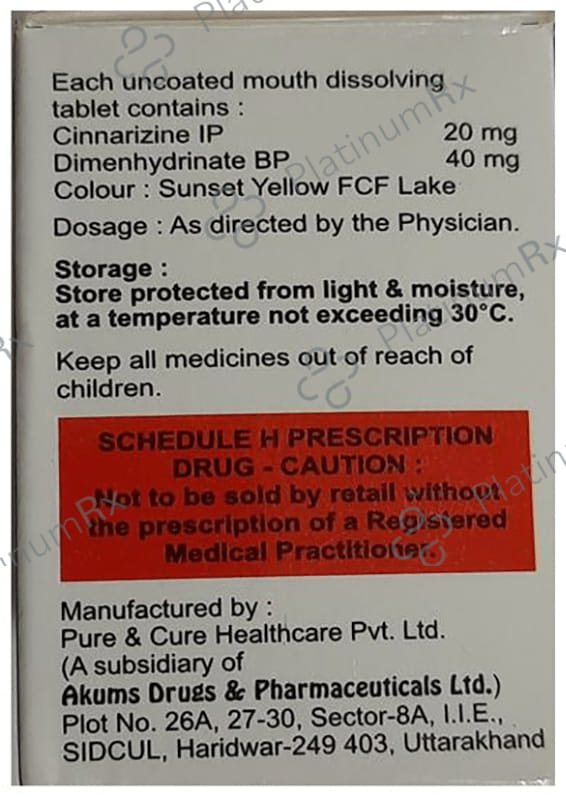 Each uncoated mouth dissolving
tablet contains :
Cinnarizine IP 20 mg
Dimenhydrinate BP 40 mg
Colour : Sunset Yellow FCF Lake
Dosage : As directed by the Physician.
Storage :
Store protected from light & moisture,
at a temperature not exceeding 30°C.
Keep all medicines out of reach of
children.
SCHEDULE H PRESCRIPTION
DRUG - CAUTION :
Not to be sold by retail without
the prescription of a Registered
Medical Practitioner
Manufactured by :
Pure & Cure Healthcare Pvt. Ltd.
(A subsidiary of
Akums Drugs & Pharmaceuticals Ltd.)
Plot No. 26A, 27-30, Sector-8A, I.I.E.,
SIDCUL, Haridwar-249 403, Uttarakhand
PlatinumRx
PlatinumRx
PlatinumRx